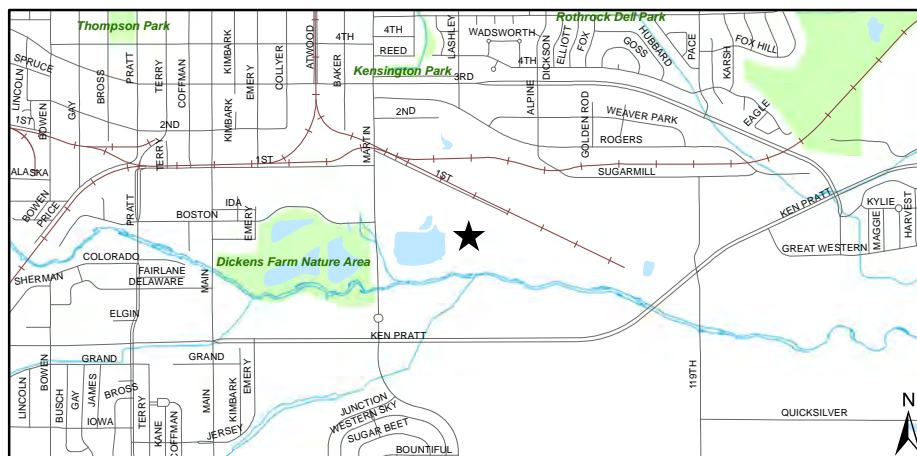 Thompson Park
Rothrock Dell Park
4TH
4TH
REED
LASHLEY
WADSWORTH
4TH
DICKSON
ELLIOTT
FOX
GOSS
HUBBARD
PACE
KARSH
FOX HILL
EAGLE
SPRUCE
LINCOLN
BOWEN
GAY
BROSS
PRATT
TERRY
COFFMAN
KIMBARK
EMERY
COLLYER
ATWOOD
BAKER
Kensington Park
3RD
KIMBARK
2ND
2ND
ALPINE
GOLDEN ROD
WEAVER PARK
ROGERS
1ST
TERRY
1ST
MARTIN
1ST
SUGARMILL
ALASKA
BOWEN
PRICE
PRATT
BOSTON
IDA
EMERY
KEN PRATT
KYLIE
MAGGIE
HARVEST
GREAT WESTERN
Dickens Farm Nature Area
COLORADO
SHERMAN
FAIRLANE
DELAWARE
MAIN
ELGIN
KEN PRATT
GRAND
GRAND
LINCOLN
BOWEN
BUSCH
GAY
JAMES
BROSS
IOWA
TERRY
KANE
COFFMAN
MAIN
KIMBARK
EMERY
JERSEY
JUNCTION
WESTERN SKY
SUGAR BEET
BOUNTIFUL
119TH
QUICKSILVER
N